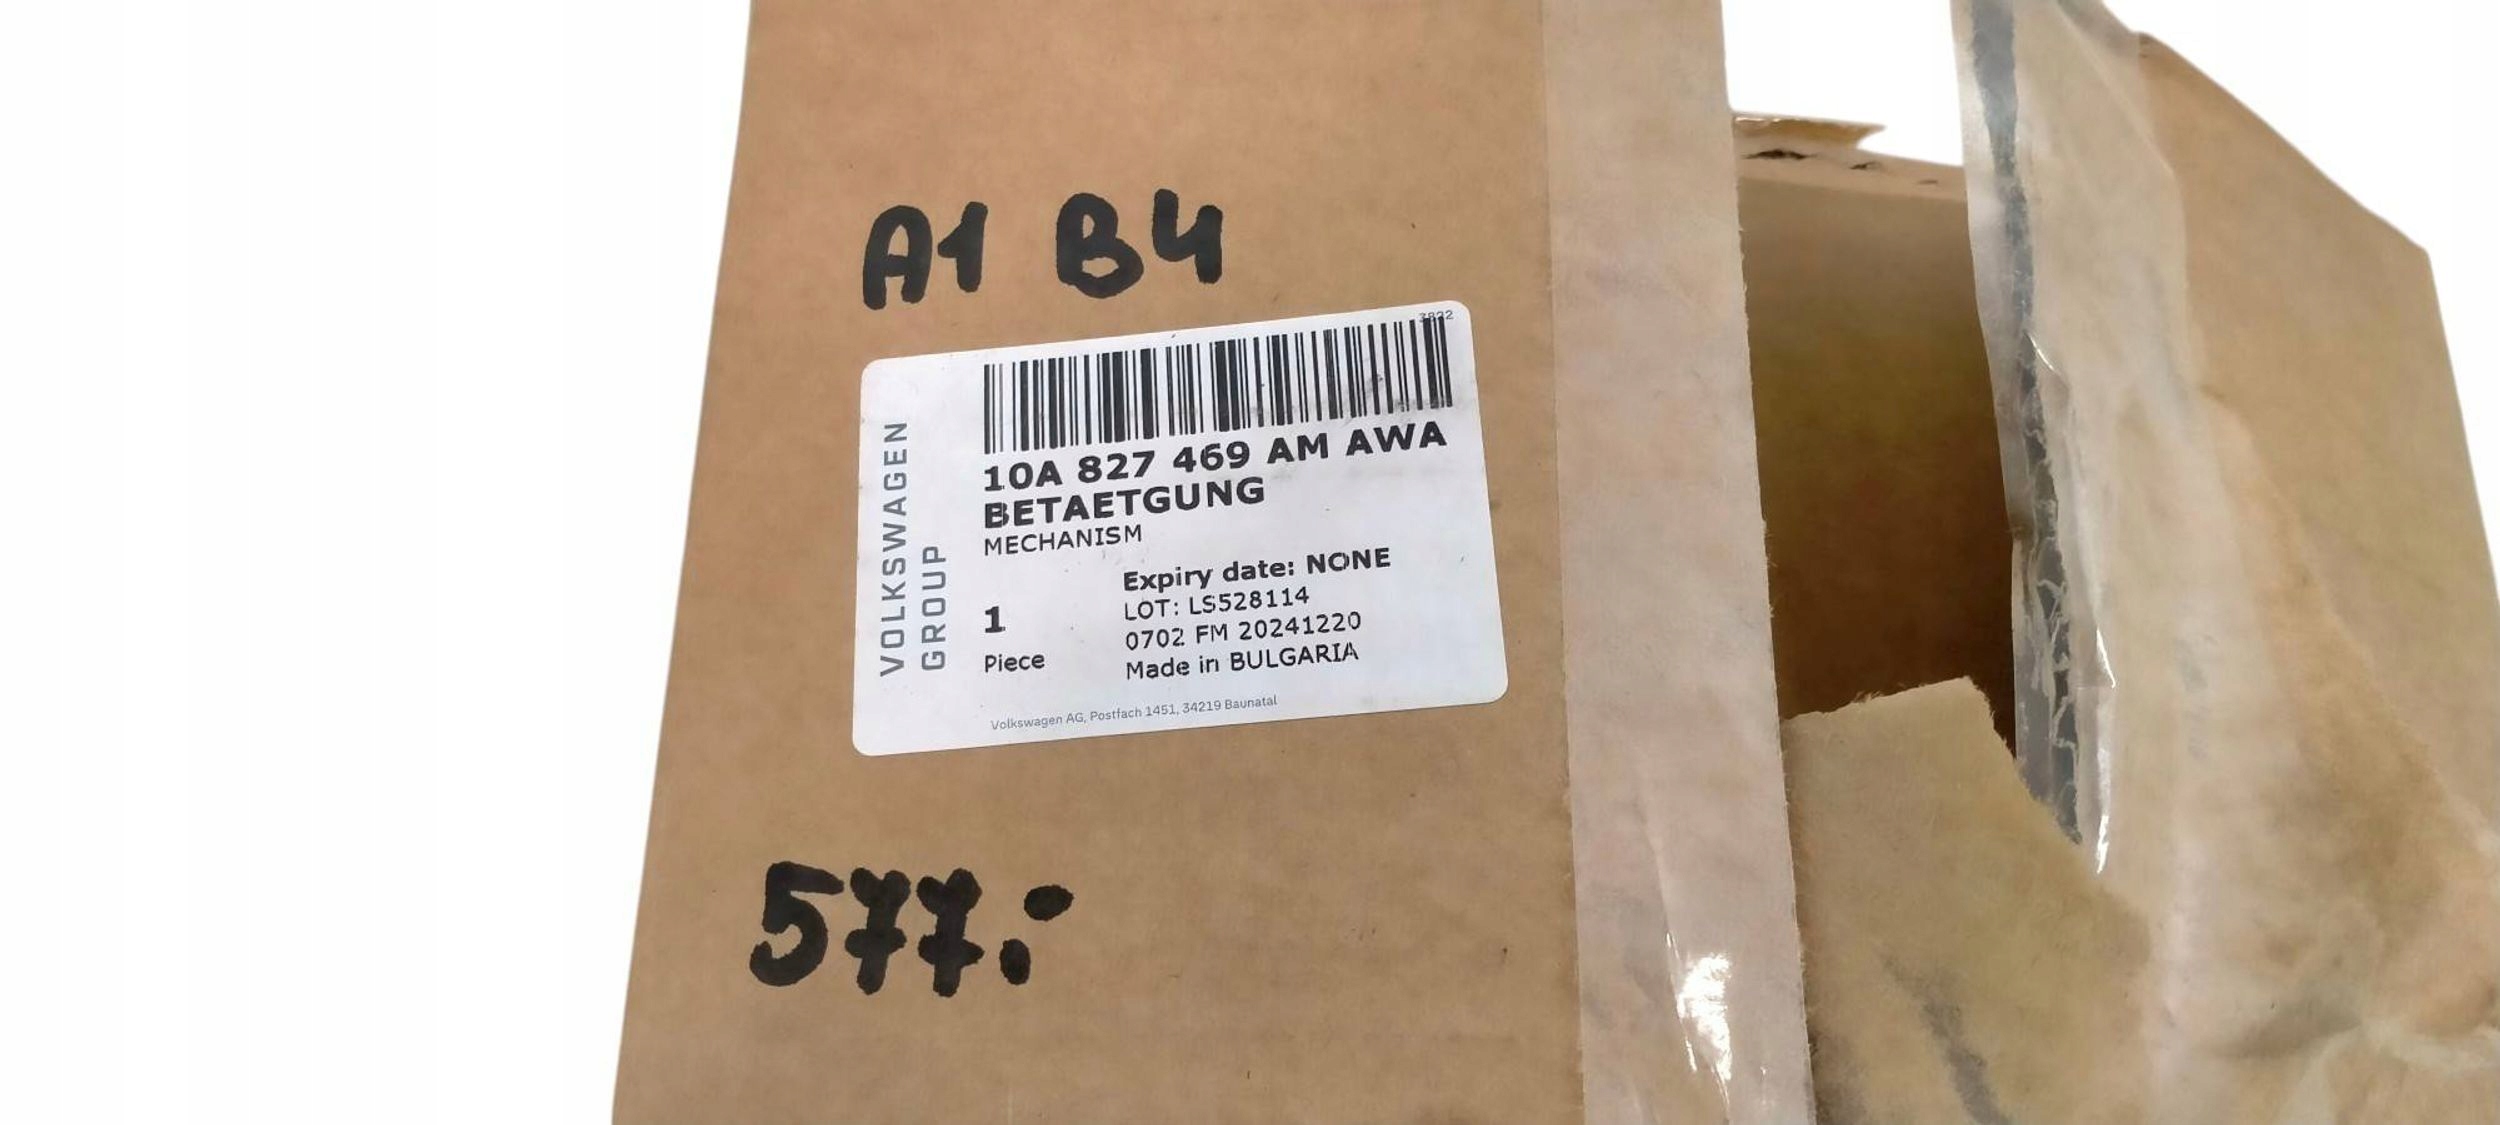 A1 B4
3822
10A 827 469 AM AWA
BETAETGUNG
MECHANISM
VOLKSWAGEN
GROUP
Expiry date: NONE
LOT: LS528114
1
0702 FM 20241220
Piece
Made in BULGARIA
Volkswagen AG, Postfach 1451, 34219 Baunatal
577.-